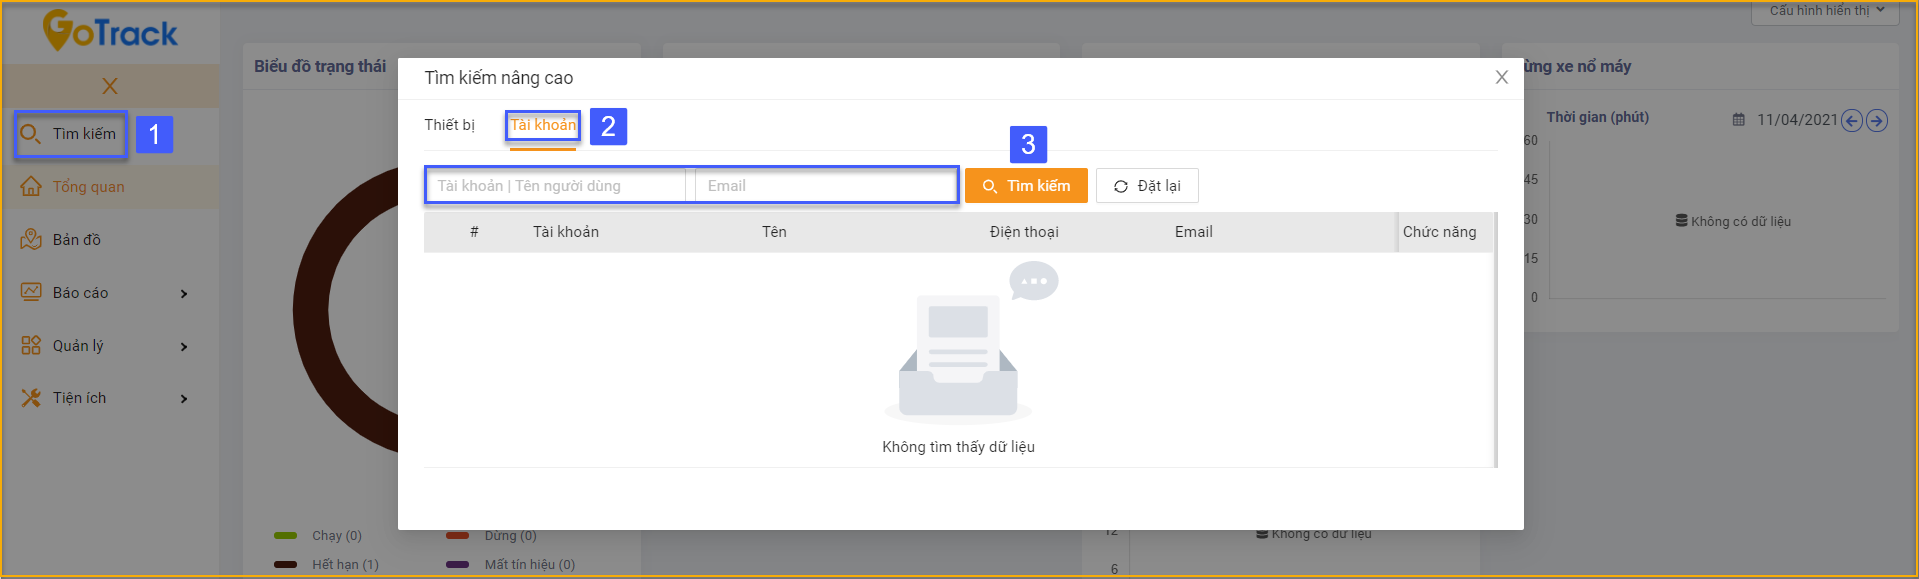 GoTrack
Cấu hình hiển thị
X
Tìm kiếm
1
Tổng quan
Bản đồ
Báo cáo
Quản lý
Tiện ích
Biểu đồ trạng thái
Chạy (0)
Dừng (0)
Hết hạn (1)
Mất tín hiệu (0)
Tìm kiếm nâng cao
X
Thiết bị
Tài khoản
2
3
Tài khoản | Tên người dùng
Email
Tìm kiếm
Đặt lại
# Tài khoản Tên Điện thoại Email Chức năng
Không tìm thấy dữ liệu
xe nổ máy
Thời gian (phút)
11/04/2021
60
45
30
15
0
Không có dữ liệu
12
Không có dữ liệu
6